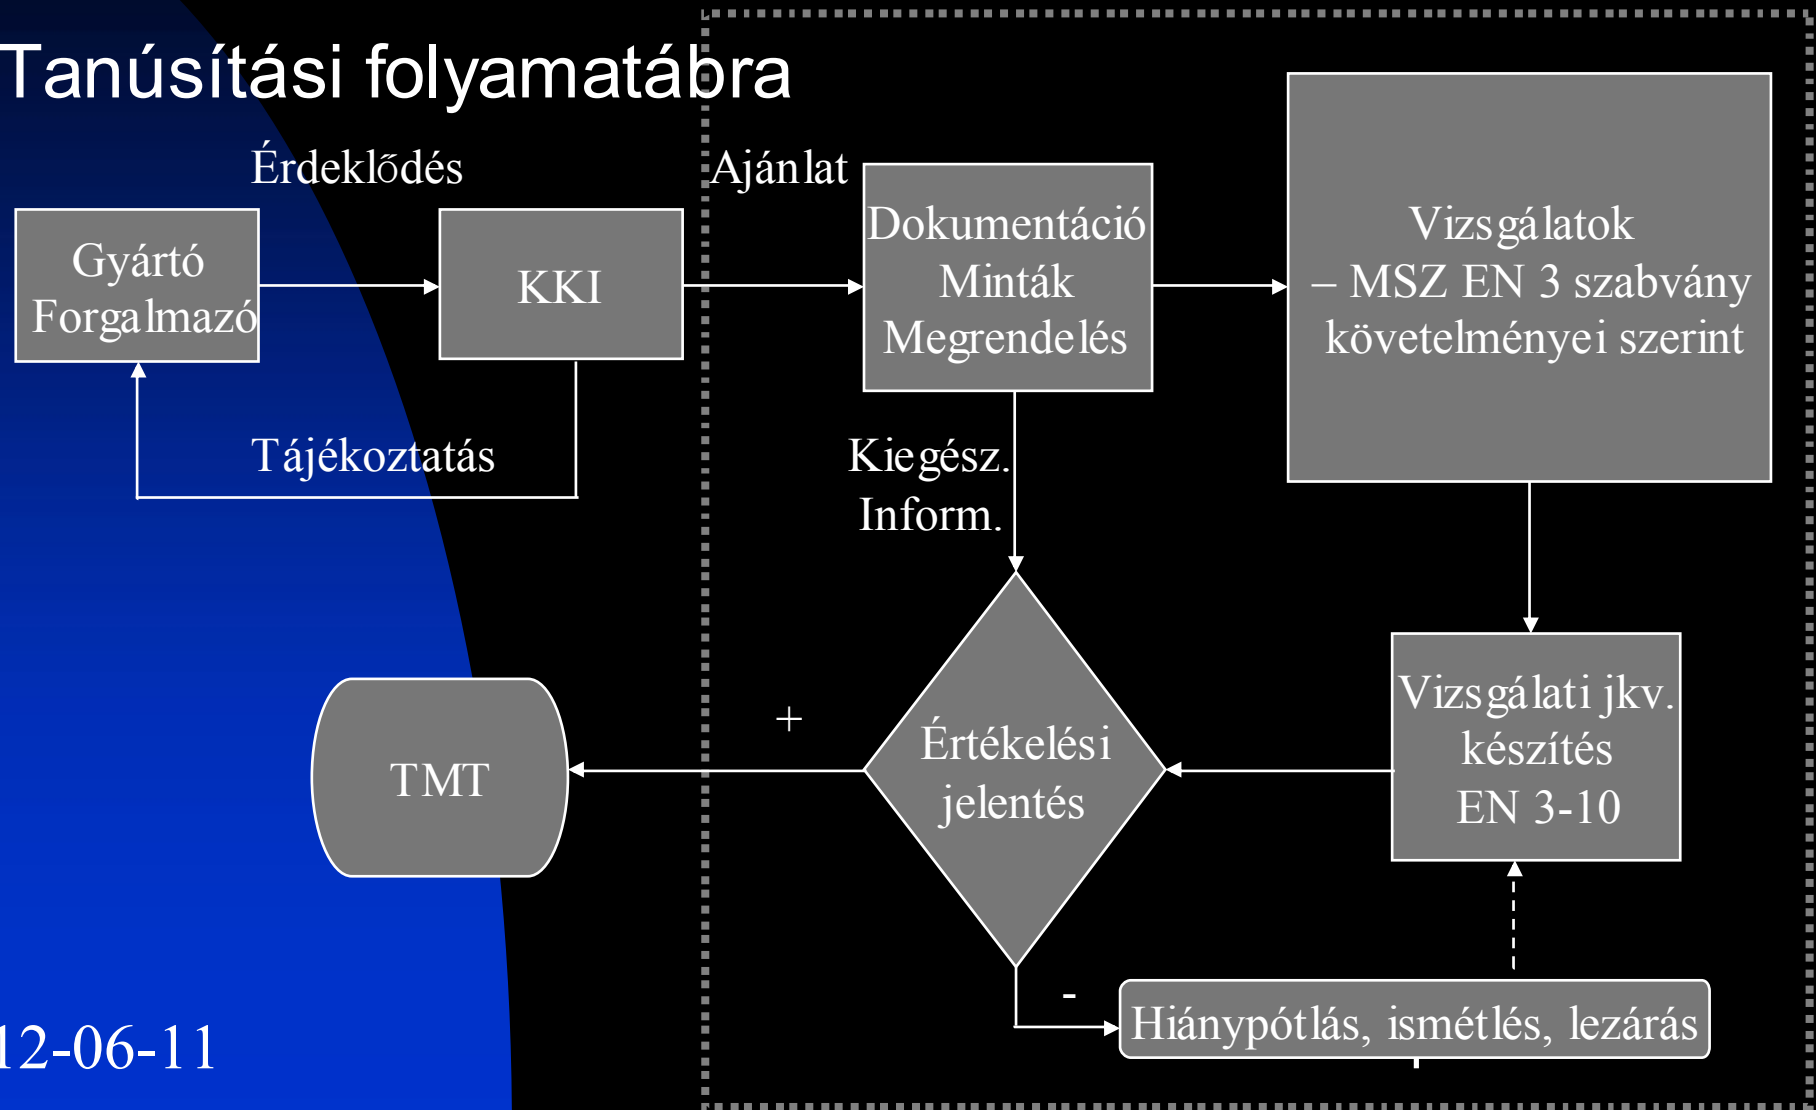 Tanúsítási folyamatábra
Érdeklődés
Ajánlat
Gyártó
Forgalmazó
KKI
Dokumentáció
Minták
Megrendelés
Vizsgálatok
– MSZ EN 3 szabvány
követelményei szerint
Tájékoztatás
Kiegész.
Inform.
Vizsgálati jkv.
készítés
EN 3-10
+
Értékelési
jelentés
TMT
-
Hiánypótlás, ismétlés, lezárás
12-06-11